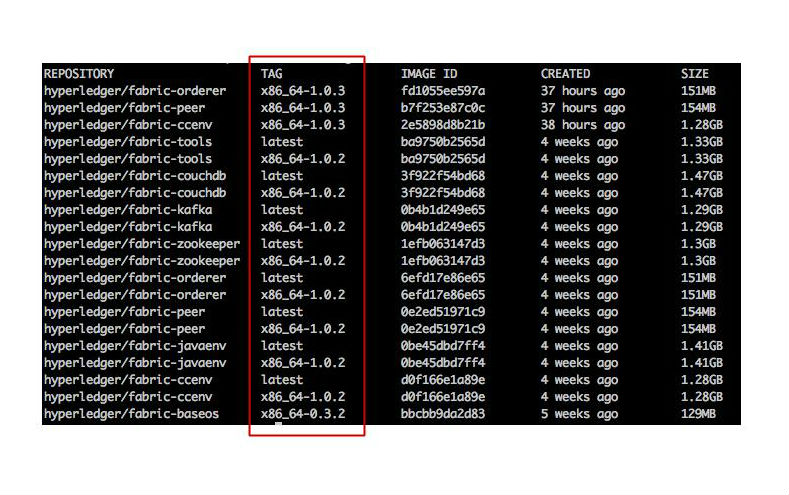 REPOSITORY TAG IMAGE ID CREATED SIZE
hyperledger/fabric-orderer x86_64-1.0.3 fd1055ee597a 37 hours ago 151MB
hyperledger/fabric-peer x86_64-1.0.3 b7f253e87c0c 37 hours ago 154MB
hyperledger/fabric-ccenv x86_64-1.0.3 2e5898d8b21b 38 hours ago 1.28GB
hyperledger/fabric-tools latest ba9750b2565d 4 weeks ago 1.33GB
hyperledger/fabric-tools x86_64-1.0.2 ba9750b2565d 4 weeks ago 1.33GB
hyperledger/fabric-couchdb latest 3f922f54bd68 4 weeks ago 1.47GB
hyperledger/fabric-couchdb x86_64-1.0.2 3f922f54bd68 4 weeks ago 1.47GB
hyperledger/fabric-kafka latest 0b4b1d249e65 4 weeks ago 1.29GB
hyperledger/fabric-kafka x86_64-1.0.2 0b4b1d249e65 4 weeks ago 1.29GB
hyperledger/fabric-zookeeper latest 1efb063147d3 4 weeks ago 1.3GB
hyperledger/fabric-zookeeper x86_64-1.0.2 1efb063147d3 4 weeks ago 1.3GB
hyperledger/fabric-orderer latest 6efd17e86e65 4 weeks ago 151MB
hyperledger/fabric-orderer x86_64-1.0.2 6efd17e86e65 4 weeks ago 151MB
hyperledger/fabric-peer latest 0e2ed51971c9 4 weeks ago 154MB
hyperledger/fabric-peer x86_64-1.0.2 0e2ed51971c9 4 weeks ago 154MB
hyperledger/fabric-javaenv latest 0be45dbd7ff4 4 weeks ago 1.41GB
hyperledger/fabric-javaenv x86_64-1.0.2 0be45dbd7ff4 4 weeks ago 1.41GB
hyperledger/fabric-ccenv latest d0f166e1a89e 4 weeks ago 1.28GB
hyperledger/fabric-ccenv x86_64-1.0.2 d0f166e1a89e 4 weeks ago 1.28GB
hyperledger/fabric-baseos x86_64-0.3.2 bbcbb9da2d83 5 weeks ago 129MB